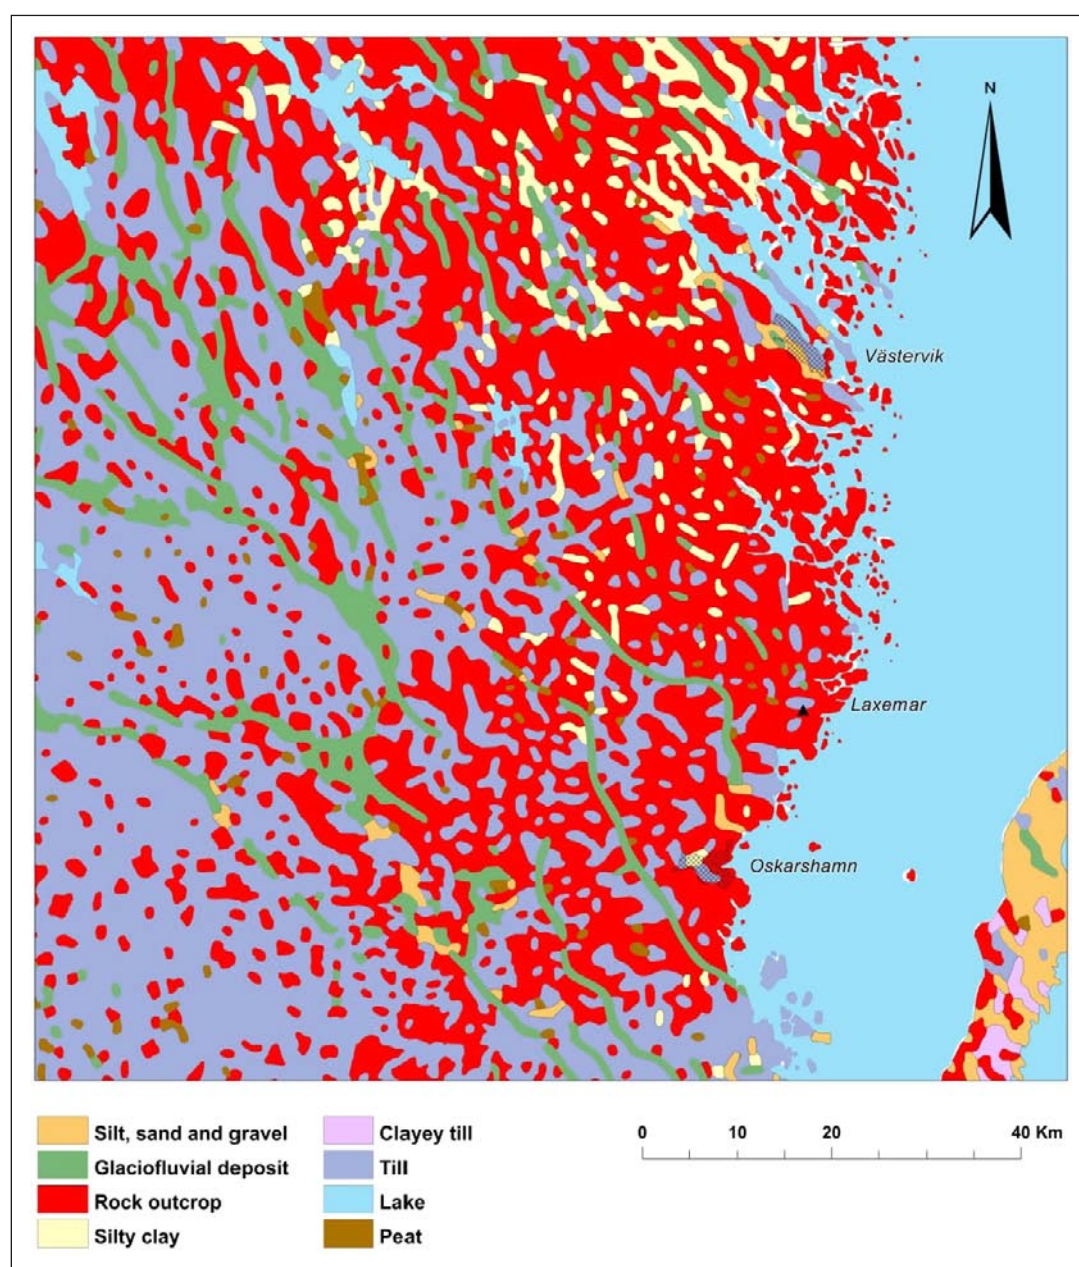 N
Västervik
Laxemar
Oskarshamn
Silt, sand and gravel
Glaciofluvial deposit
Rock outcrop
Silty clay
Clayey till
Till
Lake
Peat
0 10 20 40 Km